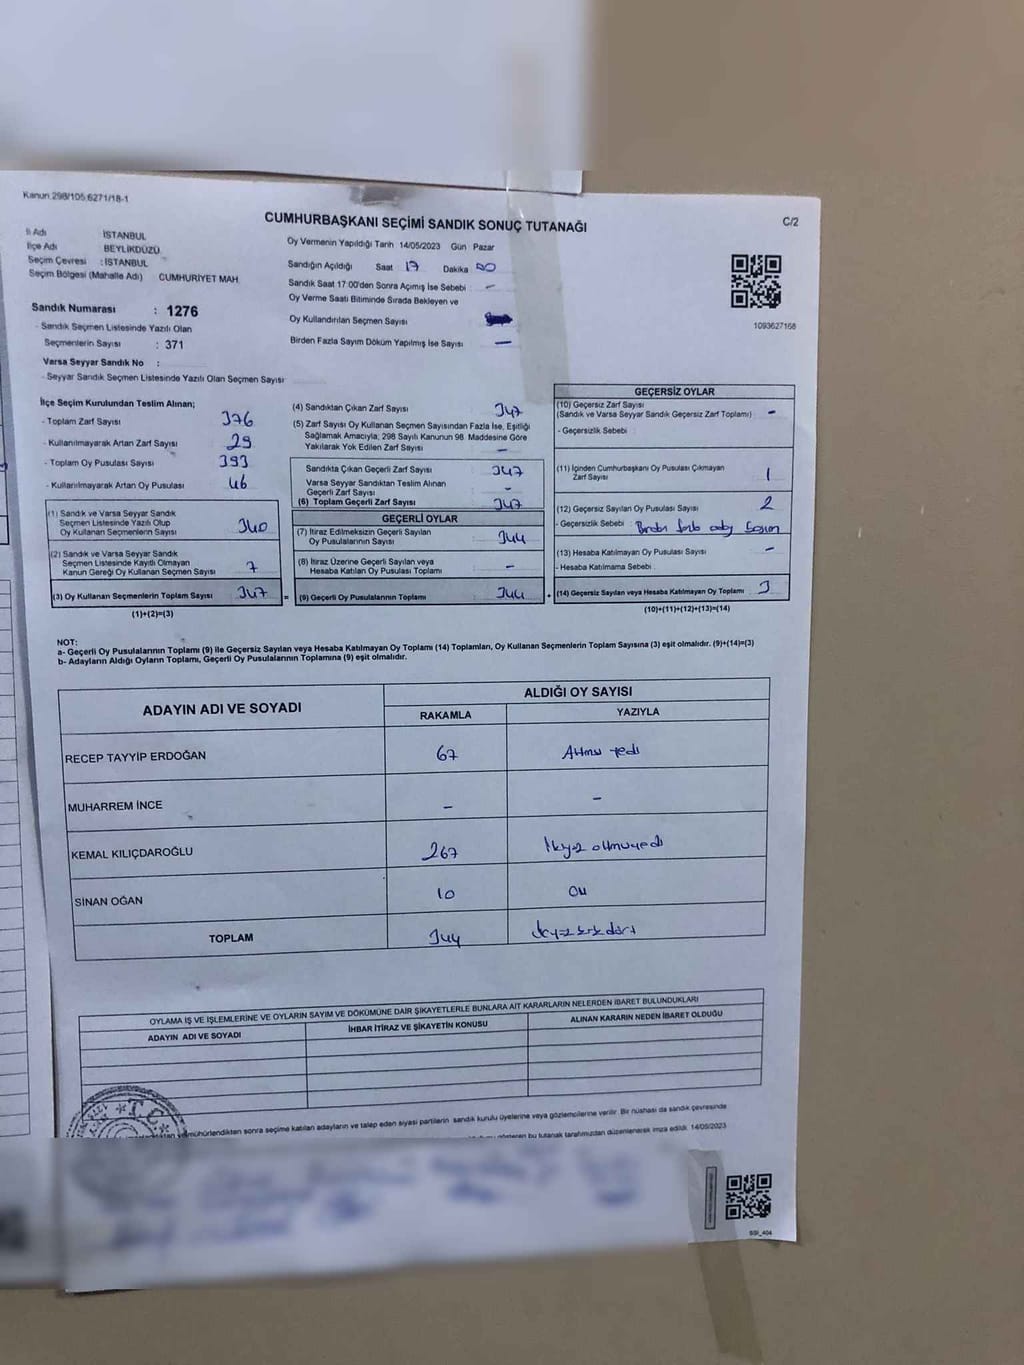 Kanun 298/105,6271/18-1
CUMHURBAŞKANI SEÇİMİ SANDIK SONUÇ TUTANAĞI
C/2
İl Adı İSTANBUL
İlçe Adı BEYLİKDÜZÜ
Seçim Çevresi : İSTANBUL
Seçim Bölgesi (Mahalle Adı) CUMHURİYET MAH.
Oy Vermenin Yapıldığı Tarih 14/05/2023 Gün Pazar
Sandığın Açıldığı Saat 17 Dakika 00
Sandık Saat 17:00'den Sonra Açımış İse Sebebi : -
Oy Verme Saati Bitiminde Sırada Bekleyen ve
Oy Kullandırılan Seçmen Sayısı
Birden Fazla Sayım Döküm Yapılmış İse Sayısı -
1093627168
Sandık Numarası : 1276
- Sandık Seçmen Listesinde Yazılı Olan
Seçmenlerin Sayısı : 371
Varsa Seyyar Sandık No :
- Seyyar Sandık Seçmen Listesinde Yazılı Olan Seçmen Sayısı:
İlçe Seçim Kurulundan Teslim Alınan;
- Toplam Zarf Sayısı 376
- Kullanılmayarak Artan Zarf Sayısı 29
- Toplam Oy Pusulası Sayısı 393
- Kullanılmayarak Artan Oy Pusulası 46
(1) Sandık ve Varsa Seyyar Sandık
Seçmen Listesinde Yazılı Olup
Oy Kullanan Seçmenlerin Sayısı 340
(2) Sandık ve Varsa Seyyar Sandık
Seçmen Listesinde Kayıtlı Olmayan
Kanun Gereği Oy Kullanan Seçmen Sayısı 7
(3) Oy Kullanan Seçmenlerin Toplam Sayısı 347 =
(1)+(2)=(3)
(4) Sandıktan Çıkan Zarf Sayısı 347
(5) Zarf Sayısı Oy Kullanan Seçmen Sayısından Fazla İse, Eşitliği
Sağlamak Amacıyla; 298 Sayılı Kanunun 98. Maddesine Göre
Yakılarak Yok Edilen Zarf Sayısı -
Sandıkta Çıkan Geçerli Zarf Sayısı 347
Varsa Seyyar Sandıktan Teslim Alınan
Geçerli Zarf Sayısı -
(6) Toplam Geçerli Zarf Sayısı 347
GEÇERLİ OYLAR
(7) İtiraz Edilmeksizin Geçerli Sayılan
Oy Pusulalarının Sayısı 344
(8) İtiraz Üzerine Geçerli Sayılan veya
Hesaba Katılan Oy Pusulası Toplamı -
(9) Geçerli Oy Pusulalarının Toplamı 344 +
GEÇERSİZ OYLAR
(10) Geçersiz Zarf Sayısı
(Sandık ve Varsa Seyyar Sandık Geçersiz Zarf Toplamı) -
- Geçersizlik Sebebi :
(11) İçinden Cumhurbaşkanı Oy Pusulası Çıkmayan
Zarf Sayısı 1
(12) Geçersiz Sayılan Oy Pusulası Sayısı 2
- Geçersizlik Sebebi : Birden fazla aday
(13) Hesaba Katılmayan Oy Pusulası Sayısı -
- Hesaba Katılmama Sebebi :
(14) Geçersiz Sayılan veya Hesaba Katılmayan Oy Toplamı 3
(10)+(11)+(12)+(13)=(14)
NOT:
a- Geçerli Oy Pusulalarının Toplamı (9) ile Geçersiz Sayılan veya Hesaba Katılmayan Oy Toplamı (14) Toplamları, Oy Kullanan Seçmenlerin Toplam Sayısına (3) eşit olmalıdır. (9)+(14)=(3)
b- Adayların Aldığı Oyların Toplamı, Geçerli Oy Pusulalarının Toplamına (9) eşit olmalıdır.
ADAYIN ADI VE SOYADI ALDIĞI OY SAYISI
RAKAMLA YAZIYLA
RECEP TAYYİP ERDOĞAN 67 Altmış yedi
MUHARREM İNCE - -
KEMAL KILIÇDAROĞLU 267 İkiyüz altmışyedi
SİNAN OĞAN 10 On
TOPLAM 344
OYLAMA İŞ VE İŞLEMLERİNE VE OYLARIN SAYIM VE DÖKÜMÜNE DAİR ŞİKAYETLERLE BUNLARA AİT KARARLARIN NELERDEN İBARET BULUNDUKLARI
ADAYIN ADI VE SOYADI İHBAR İTİRAZ VE ŞİKAYETİN KONUSU ALINAN KARARIN NEDEN İBARET OLDUĞU
T.C.
mühürlendikten sonra seçime katılan adayların ve talep eden siyasi partilerin sandık kurulu üyelerine veya gözlemcilerine verilir. Bir nüshası da sandık çevresinde
gösteren bu tutanak tarafımızdan düzenlenerek imza edildi. 14/05/2023
SSI_404